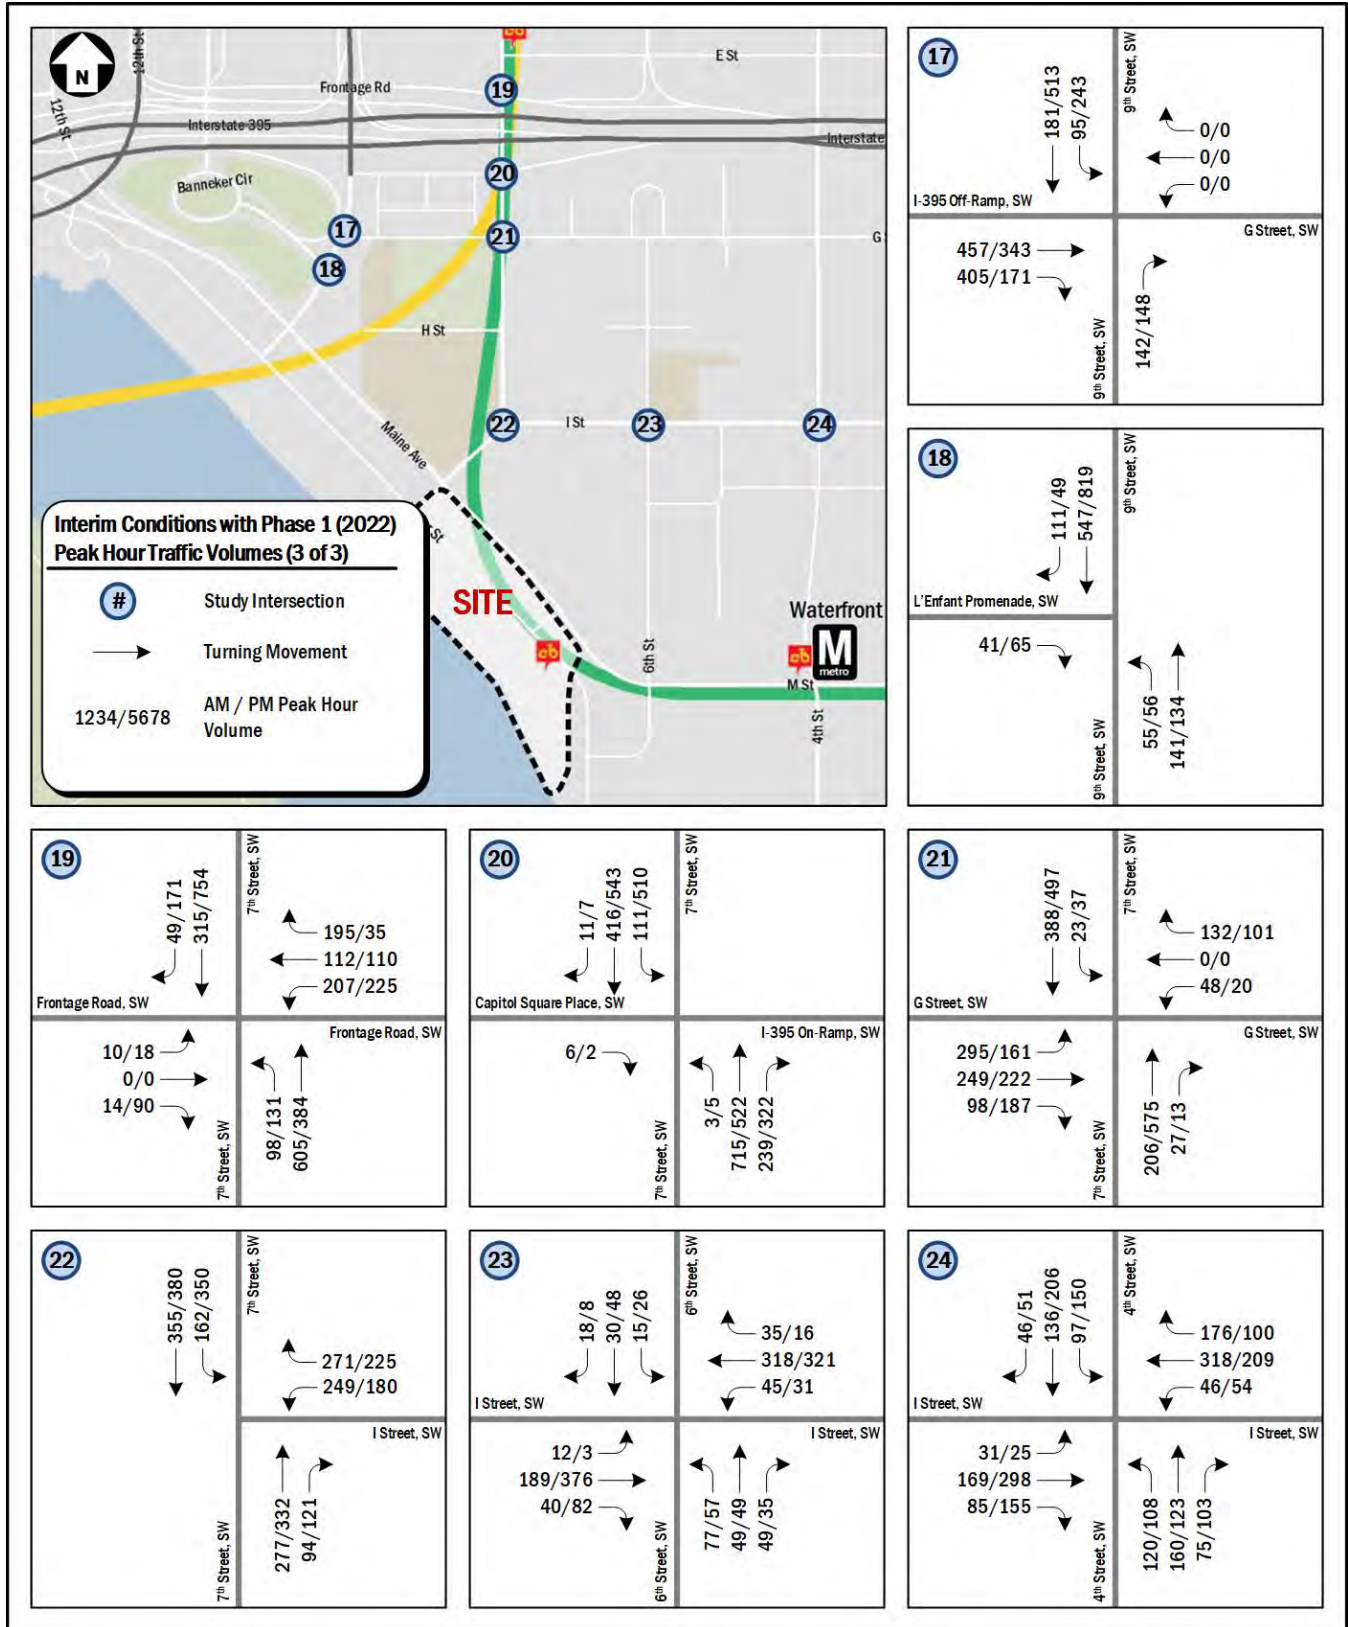 N
12th St
12th St
Frontage Rd
E St
19
Interstate 395
Interstate
Banneker Cir
20
17
21
G
18
H St
Maine Ave
22
I St
23
24
St
SITE
Waterfront
M
metro
6th St
M St
4th St
Interim Conditions with Phase 1 (2022)
Peak Hour Traffic Volumes (3 of 3)
# Study Intersection
Turning Movement
1234/5678 AM / PM Peak Hour
Volume
17
181/513
95/243
9th Street, SW
0/0
0/0
0/0
I-395 Off-Ramp, SW
G Street, SW
457/343
405/171
9th Street, SW
142/148
18
111/49
547/819
9th Street, SW
L'Enfant Promenade, SW
41/65
9th Street, SW
55/56
141/134
19
49/171
315/754
7th Street, SW
195/35
112/110
207/225
Frontage Road, SW
Frontage Road, SW
10/18
0/0
14/90
7th Street, SW
98/131
605/384
20
11/7
416/543
111/510
7th Street, SW
Capitol Square Place, SW
I-395 On-Ramp, SW
6/2
7th Street, SW
3/5
715/522
239/322
21
388/497
23/37
7th Street, SW
132/101
0/0
48/20
G Street, SW
G Street, SW
295/161
249/222
98/187
7th Street, SW
206/575
27/13
22
355/380
162/350
7th Street, SW
271/225
249/180
I Street, SW
7th Street, SW
277/332
94/121
23
18/8
30/48
15/26
6th Street, SW
35/16
318/321
45/31
I Street, SW
I Street, SW
12/3
189/376
40/82
6th Street, SW
77/57
49/49
49/35
24
46/51
136/206
97/150
4th Street, SW
176/100
318/209
46/54
I Street, SW
I Street, SW
31/25
169/298
85/155
4th Street, SW
120/108
160/123
75/103